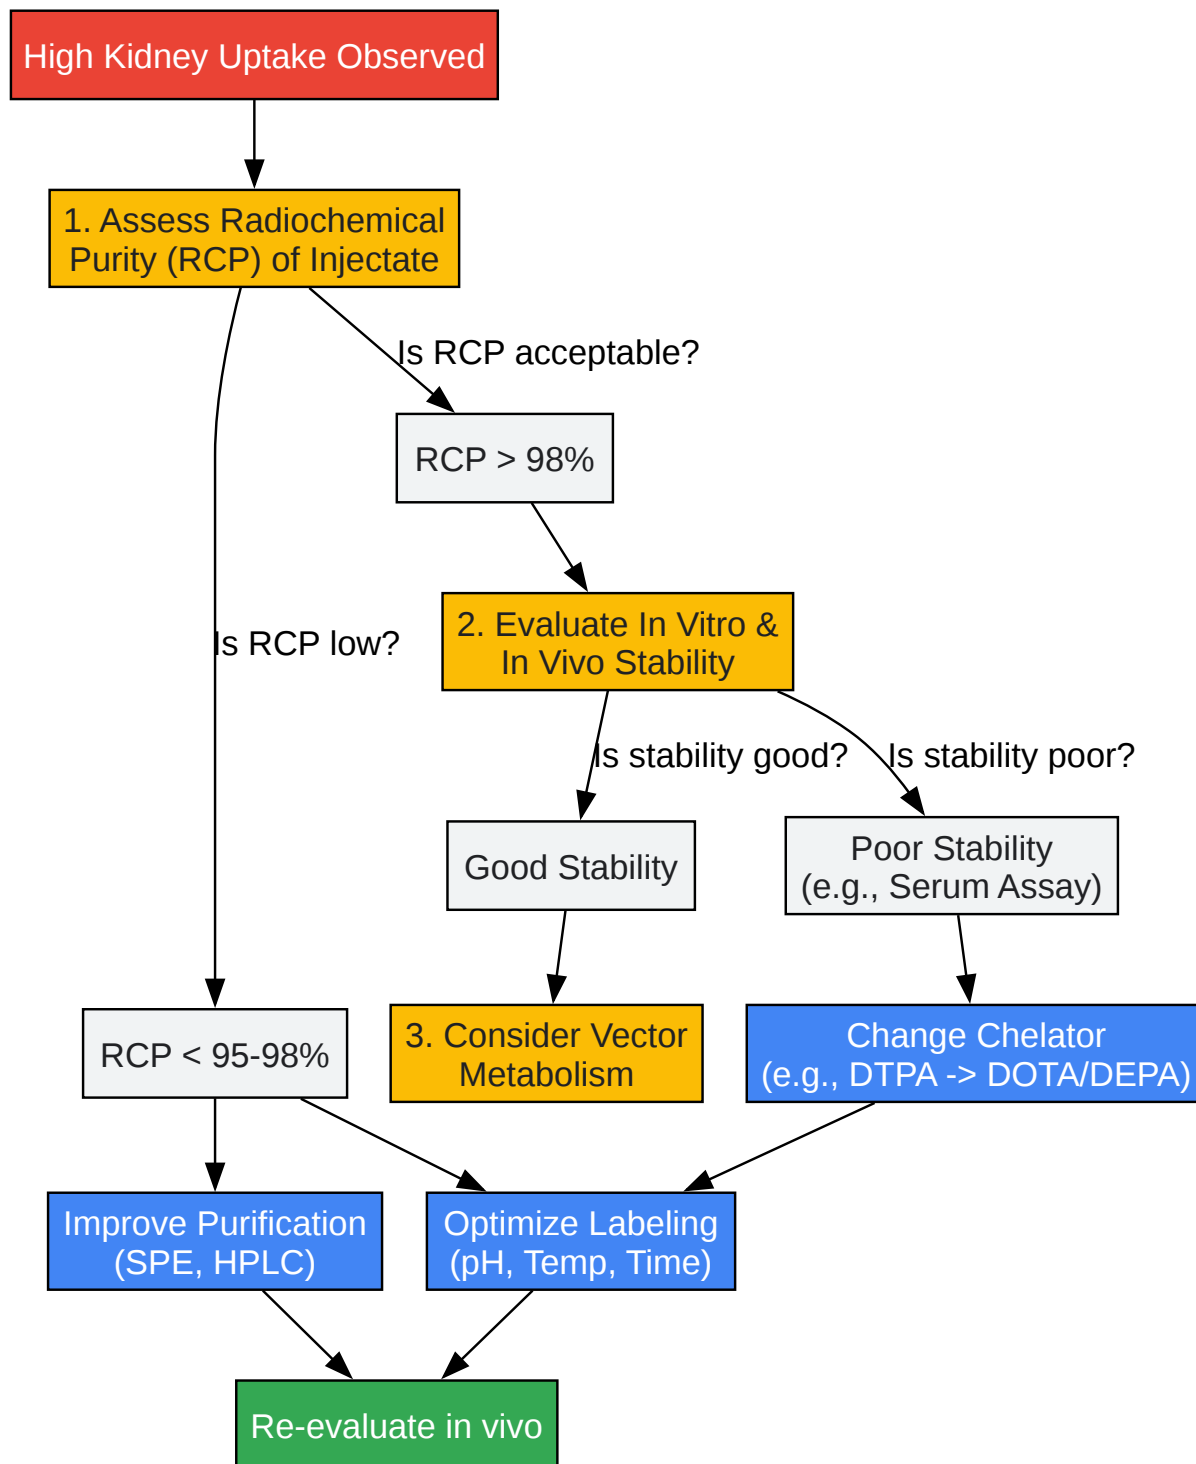 High Kidney Uptake Observed
1. Assess Radiochemical
Purity (RCP) of Injectate
Is RCP acceptable?
RCP > 98%
2. Evaluate In Vitro &
In Vivo Stability
Is RCP low?
Is stability good?
Is stability poor?
Good Stability
Poor Stability
(e.g., Serum Assay)
RCP < 95-98%
3. Consider Vector
Metabolism
Change Chelator
(e.g., DTPA -> DOTA/DEPA)
Improve Purification
(SPE, HPLC)
Optimize Labeling
(pH, Temp, Time)
Re-evaluate in vivo